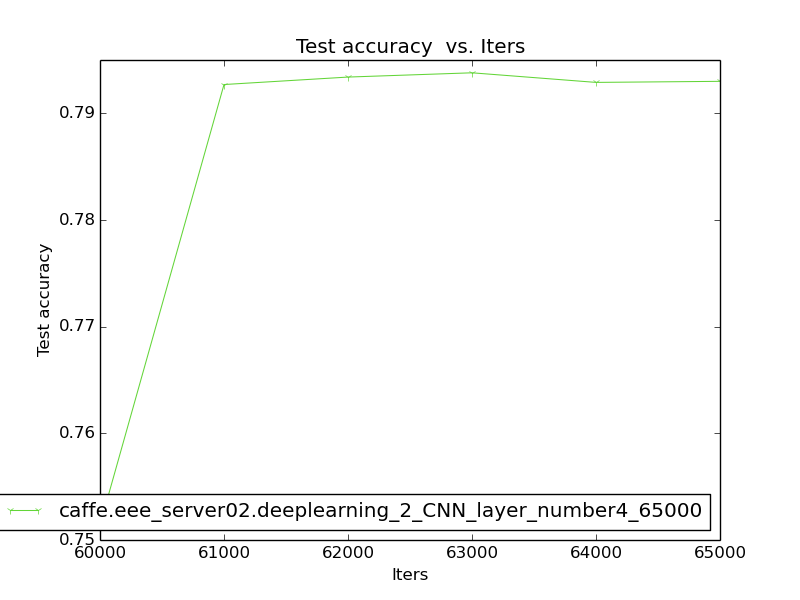 Test accuracy  vs. Iters
0.79
0.78
0.77
0.76
0.75
Test accuracy
caffe.eee_server02.deeplearning_2_CNN_layer_number4_65000
60000 61000 62000 63000 64000 65000
Iters